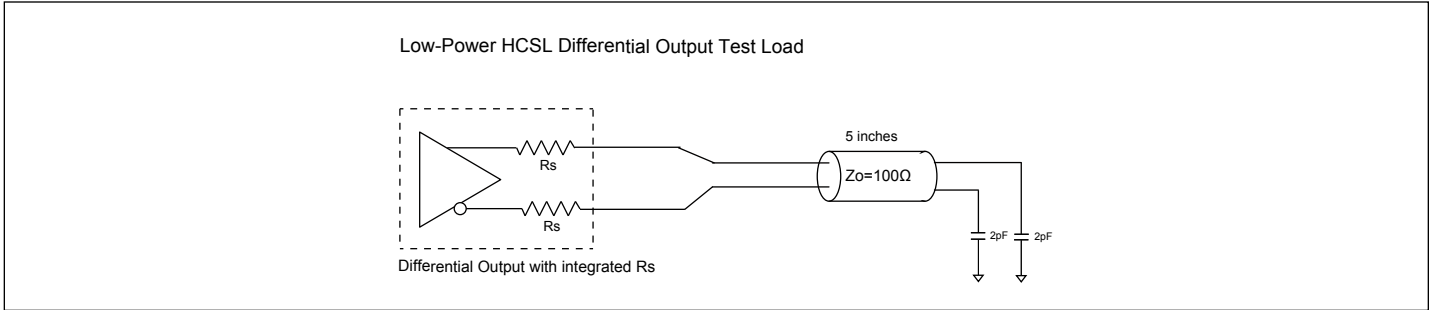 Low-Power HCSL Differential Output Test Load
5 inches
Rs
Zo=100Ω
Rs
2pF
2pF
Differential Output with integrated Rs